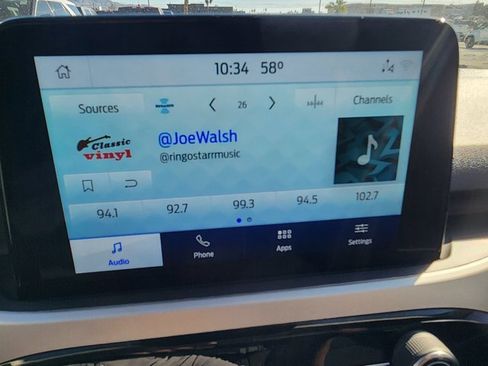 10:34 58°
Sources
26
Channels
Classic
vinyl
@JoeWalsh
@ringostarrmusic
94.1 92.7 99.3 94.5 102.7
Audio Phone Apps Settings